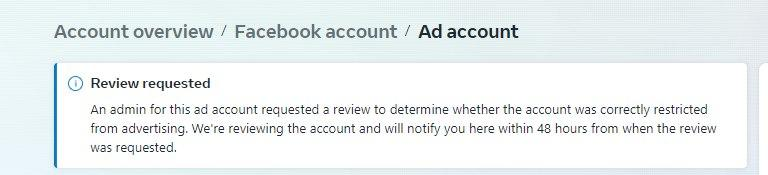 Account overview / Facebook account / Ad account
Review requested
An admin for this ad account requested a review to determine whether the account was correctly restricted
from advertising. We're reviewing the account and will notify you here within 48 hours from when the review
was requested.